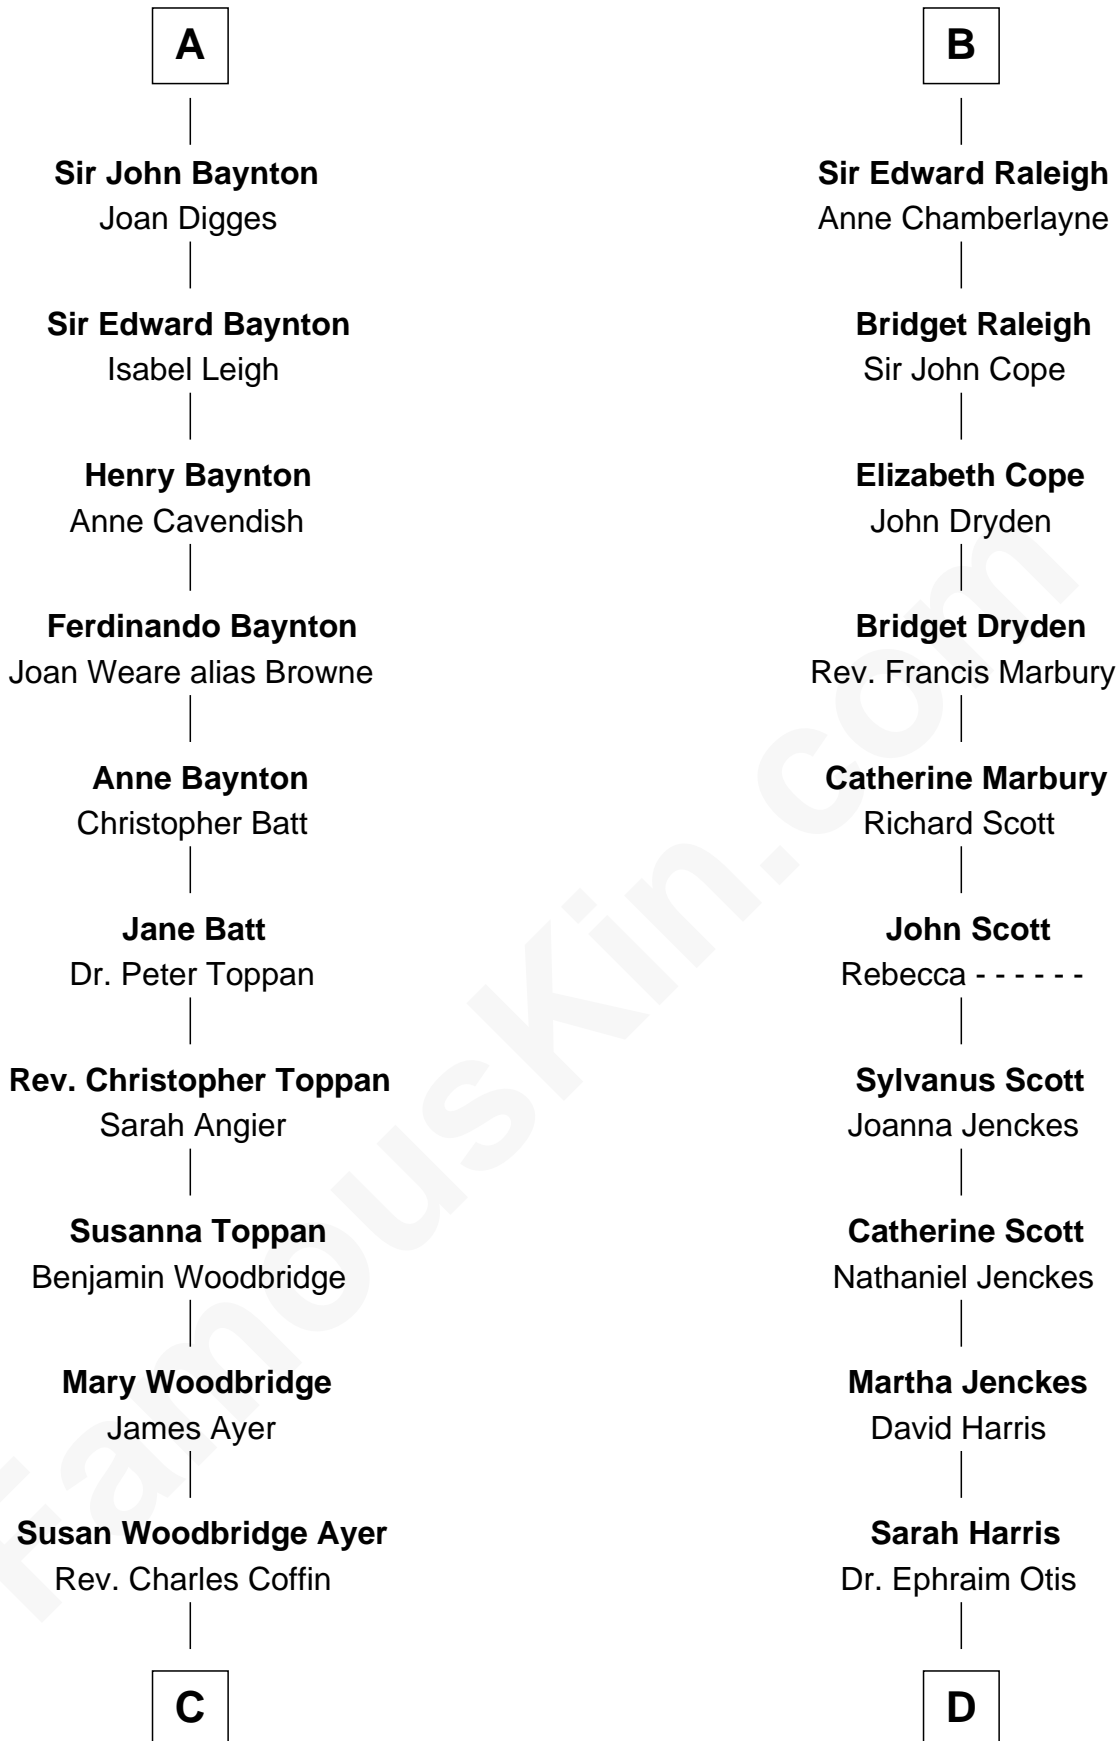 A
Sir John Baynton
Joan Digges
Sir Edward Baynton
Isabel Leigh
Henry Baynton
Anne Cavendish
Ferdinando Baynton
Joan Weare alias Browne
Anne Baynton
Christopher Batt
Jane Batt
Dr. Peter Toppan
Rev. Christopher Toppan
Sarah Angier
Susanna Toppan
Benjamin Woodbridge
Mary Woodbridge
James Ayer
Susan Woodbridge Ayer
Rev. Charles Coffin
C
B
Sir Edward Raleigh
Anne Chamberlayne
Bridget Raleigh
Sir John Cope
Elizabeth Cope
John Dryden
Bridget Dryden
Rev. Francis Marbury
Catherine Marbury
Richard Scott
John Scott
Rebecca - - - - - -
Sylvanus Scott
Joanna Jenckes
Catherine Scott
Nathaniel Jenckes
Martha Jenckes
David Harris
Sarah Harris
Dr. Ephraim Otis
D
FamousKin.com